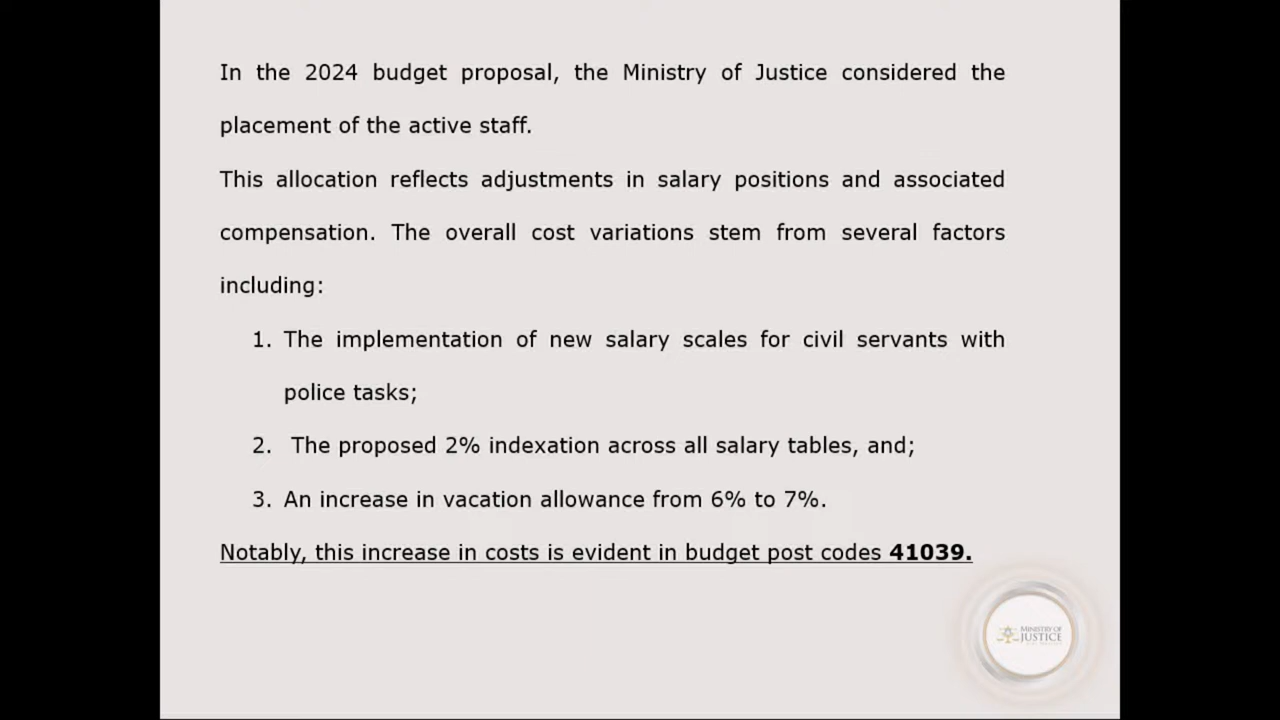 In the 2024 budget proposal, the Ministry of Justice considered the
placement of the active staff.
This allocation reflects adjustments in salary positions and associated
compensation. The overall cost variations stem from several factors
including:
1. The implementation of new salary scales for civil servants with
police tasks;
2. The proposed 2% indexation across all salary tables, and;
3. An increase in vacation allowance from 6% to 7%.
Notably, this increase in costs is evident in budget post codes 41039.
MINISTRY OF
JUSTICE